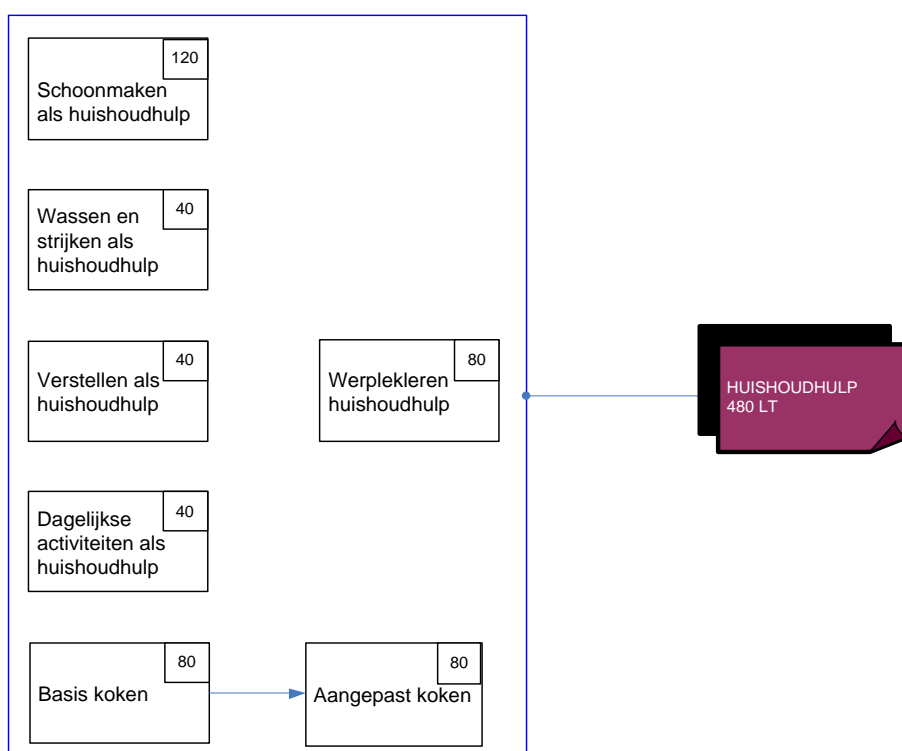 120
Schoonmaken
als huishoudhulp
40
Wassen en
strijken als
huishoudhulp
40
Verstellen als
huishoudhulp
80
Werplekleren
huishoudhulp
HUISHOUDHULP
480 LT
40
Dagelijkse
activiteiten als
huishoudhulp
80
Basis koken
80
Aangepast koken